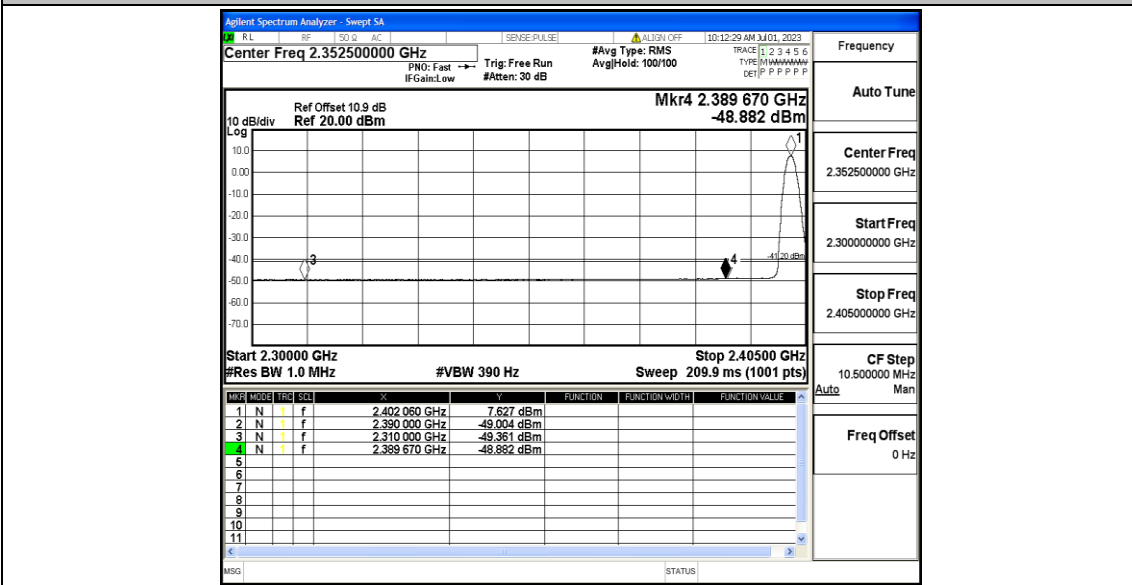 Agilent Spectrum Analyzer - Swept SA
RL RF 50 Ω AC SENSE:PULSE ALIGN OFF 10:12:29 AM Jul 01, 2023
Center Freq 2.352500000 GHz
PNO: Fast
IFGain:Low
Trig: Free Run
#Atten: 30 dB
#Avg Type: RMS
Avg|Hold: 100/100
TRACE 1 2 3 4 5 6
TYPE M WWWWW
DET P P P P P P
Mkr4 2.389 670 GHz
-48.882 dBm
Ref Offset 10.9 dB
10 dB/div Ref 20.00 dBm
Log
10.0
0.00
-10.0
-20.0
-30.0
-40.0
-50.0
-60.0
-70.0
1
3
4
-41.20 dBm
Start 2.30000 GHz Stop 2.40500 GHz
#Res BW 1.0 MHz #VBW 390 Hz Sweep 209.9 ms (1001 pts)
MKR MODE TRC SCL X Y FUNCTION FUNCTION WIDTH FUNCTION VALUE
1 N 1 f 2.402 060 GHz 7.627 dBm
2 N 1 f 2.390 000 GHz -49.004 dBm
3 N 1 f 2.310 000 GHz -49.361 dBm
4 N 1 f 2.389 670 GHz -48.882 dBm
5
6
7
8
9
10
11
MSG STATUS
Frequency
Auto Tune
Center Freq
2.352500000 GHz
Start Freq
2.300000000 GHz
Stop Freq
2.405000000 GHz
CF Step
10.500000 MHz
Auto Man
Freq Offset
0 Hz